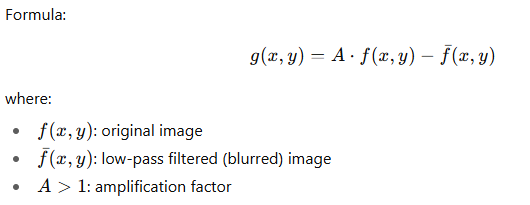 Formula:
g(x, y) = A · f(x, y) − f̄(x, y)
where:
• f(x, y): original image
• f̄(x, y): low-pass filtered (blurred) image
• A > 1: amplification factor